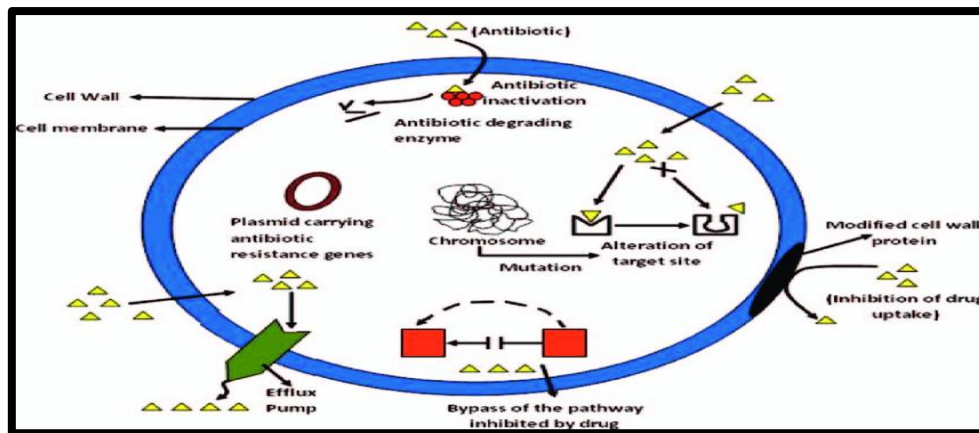 (Antibiotic)
Cell Wall
Antibiotic
inactivation
Cell membrane
Antibiotic degrading
enzyme
Plasmid carrying
antibiotic
resistance genes
Chromosome
Mutation
Alteration of
target site
Modified cell wall
protein
(Inhibition of drug
uptake)
Efflux
Pump
Bypass of the pathway
inhibited by drug